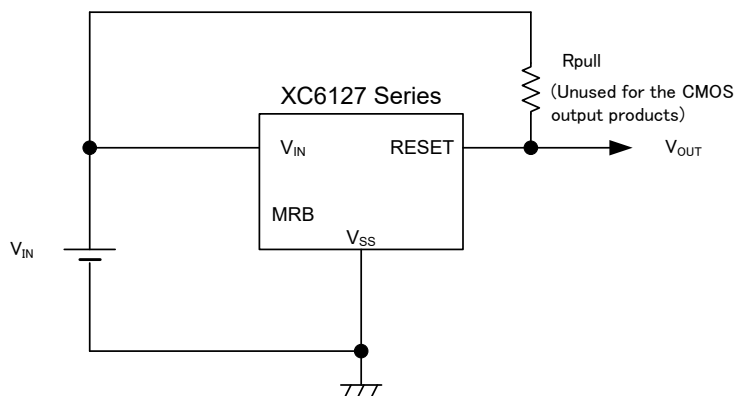 Rpull
(Unused for the CMOS
output products)
XC6127 Series
VIN
RESET
VOUT
MRB
VSS
VIN